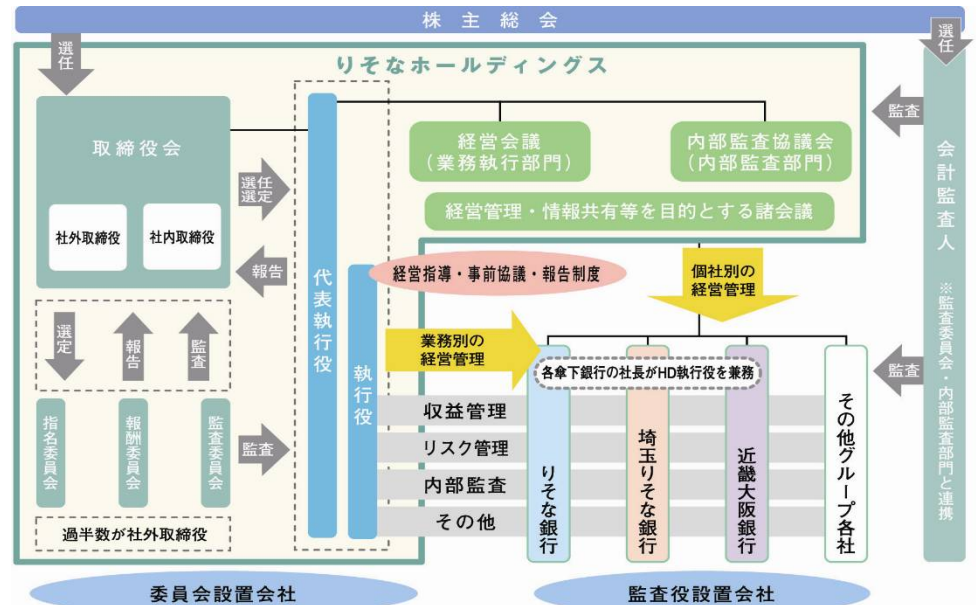 株主総会
選任
選任
りそなホールディングス
取締役会
社外取締役
社内取締役
選任
選定
報告
代表執行役
執行役
経営会議
(業務執行部門)
内部監査協議会
(内部監査部門)
経営管理・情報共有等を目的とする諸会議
監査
会計監査人
※監査委員会・内部監査部門と連携
経営指導・事前協議・報告制度
個社別の
経営管理
業務別の
経営管理
選定
報告
監査
各傘下銀行の社長がHD執行役を兼務
監査
指名委員会
報酬委員会
監査委員会
監査
過半数が社外取締役
収益管理
リスク管理
内部監査
その他
りそな銀行
埼玉りそな銀行
近畿大阪銀行
その他グループ各社
委員会設置会社
監査役設置会社